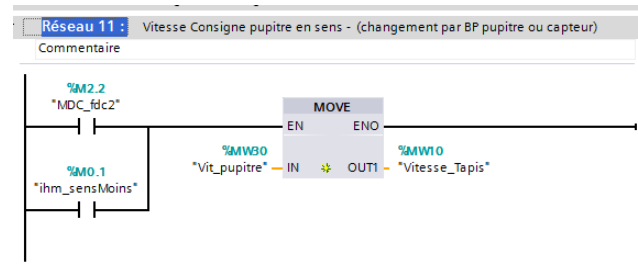 Réseau 11 : Vitesse Consigne pupitre en sens - (changement par BP pupitre ou capteur)
Commentaire
%M2.2
"MDC_fdc2"
MOVE
EN ENO
%MW30
"Vit_pupitre" IN OUT1
%MW10
"Vitesse_Tapis"
%M0.1
"ihm_sensMoins"